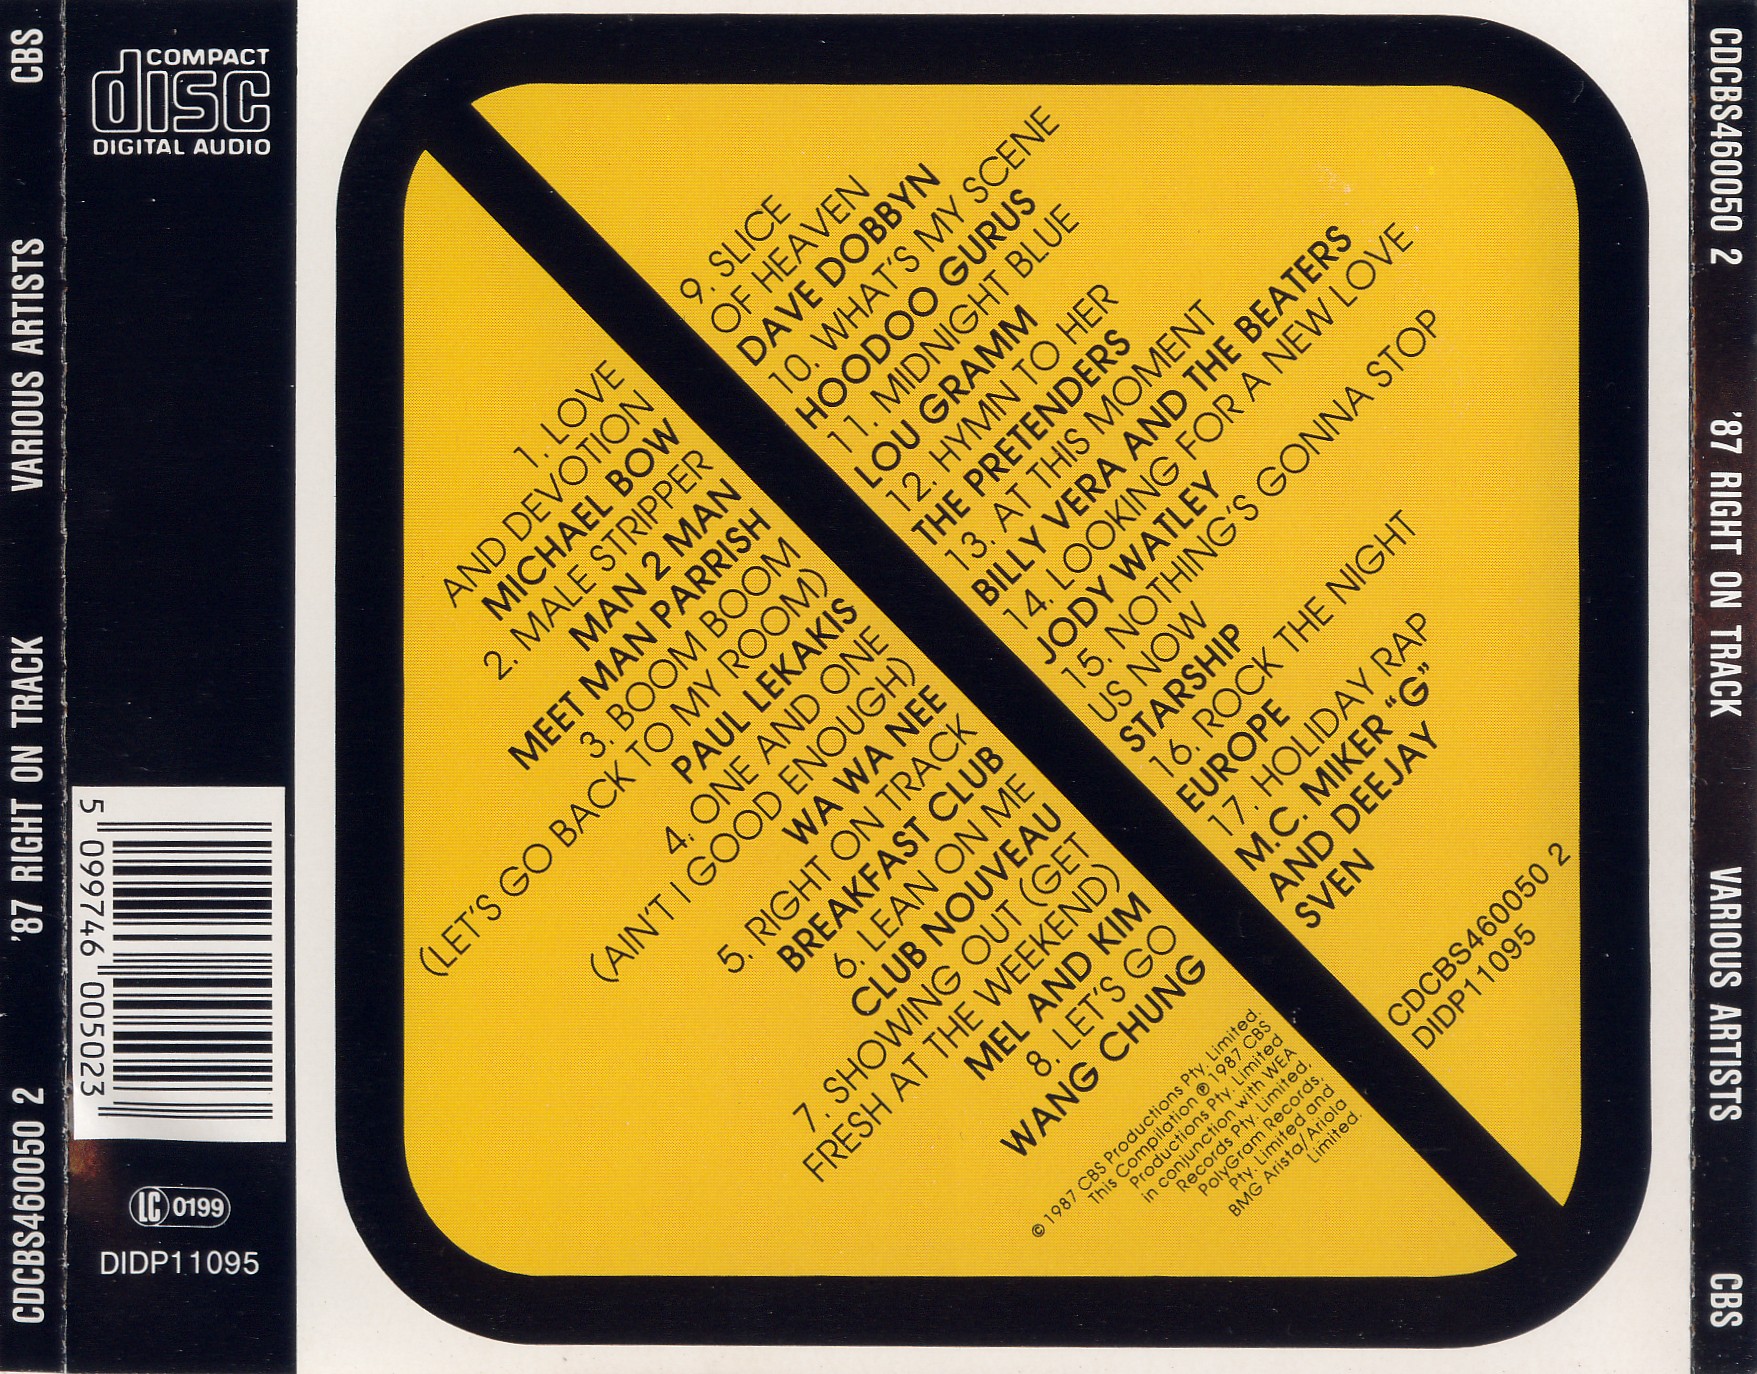 CDCBS460050 2 '87 RIGHT ON TRACK VARIOUS ARTISTS CBS
COMPACT
disc
DIGITAL AUDIO
5 099746 005023
LC 0199
DIDP11095
1. LOVE
AND DEVOTION
MICHAEL BOW
2. MALE STRIPPER
MAN 2 MAN
MEET MAN PARRISH
3. BOOM BOOM
(LET'S GO BACK TO MY ROOM)
PAUL LEKAKIS
4. ONE AND ONE
(AIN'T I GOOD ENOUGH)
WA WA NEE
5. RIGHT ON TRACK
BREAKFAST CLUB
6. LEAN ON ME
CLUB NOUVEAU
7. SHOWING OUT (GET
FRESH AT THE WEEKEND)
MEL AND KIM
8. LET'S GO
WANG CHUNG
© 1987 CBS Productions Pty. Limited.
This Compilation ℗ 1987 CBS
Productions Pty. Limited
in conjunction with WEA
Records Pty. Limited,
PolyGram Records,
Pty. Limited and
BMG Arista/Ariola
Limited.
9. SLICE
OF HEAVEN
DAVE DOBBYN
10. WHAT'S MY SCENE
HOODOO GURUS
11. MIDNIGHT BLUE
LOU GRAMM
12. HYMN TO HER
THE PRETENDERS
13. AT THIS MOMENT
BILLY VERA AND THE BEATERS
14. LOOKING FOR A NEW LOVE
JODY WATLEY
15. NOTHING'S GONNA STOP
US NOW
STARSHIP
16. ROCK THE NIGHT
EUROPE
17. HOLIDAY RAP
M.C. MIKER "G"
AND DEEJAY
SVEN
CDCBS460050 2
DIDP11095
CDCBS460050 2 '87 RIGHT ON TRACK VARIOUS ARTISTS CBS